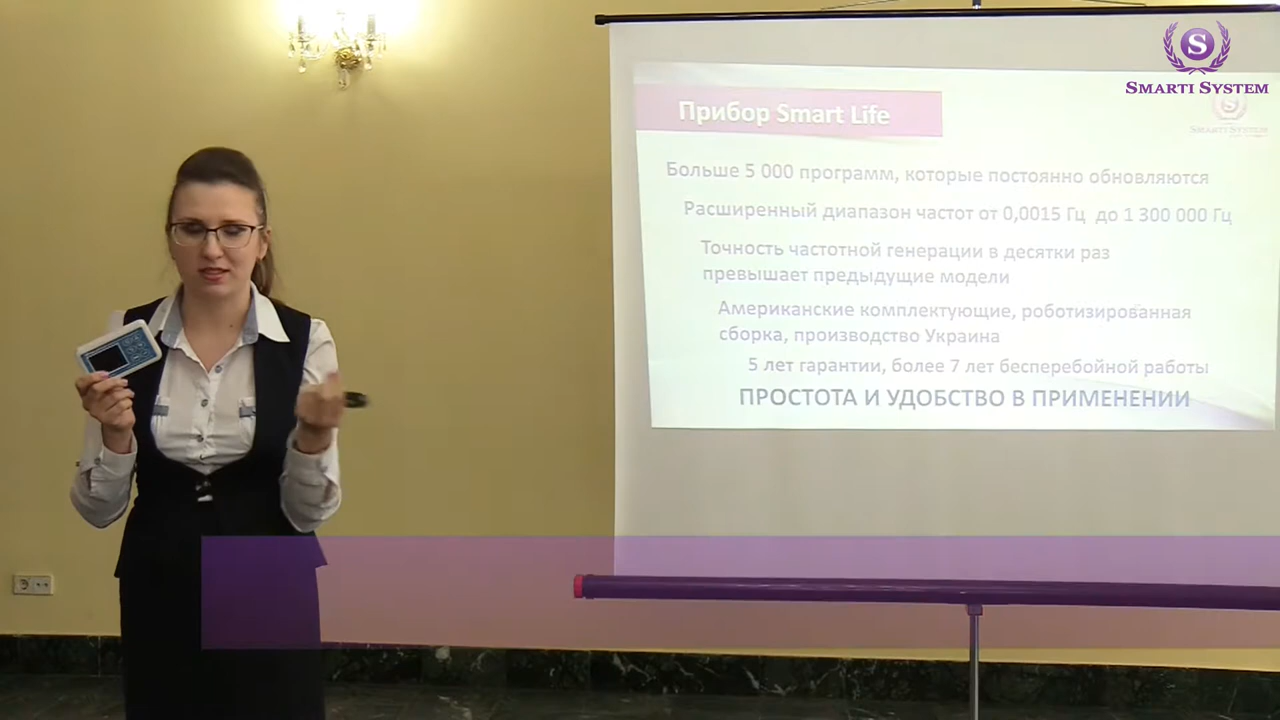 S
SMARTI SYSTEM
SMARTI SYSTEM
Прибор Smart Life
Больше 5 000 программ, которые постоянно обновляются
Расширенный диапазон частот от 0,0015 Гц до 1 300 000 Гц
Точность частотной генерации в десятки раз
превышает предыдущие модели
Американские комплектующие, роботизированная
сборка, производство Украина
5 лет гарантии, более 7 лет бесперебойной работы
ПРОСТОТА И УДОБСТВО В ПРИМЕНЕНИИ